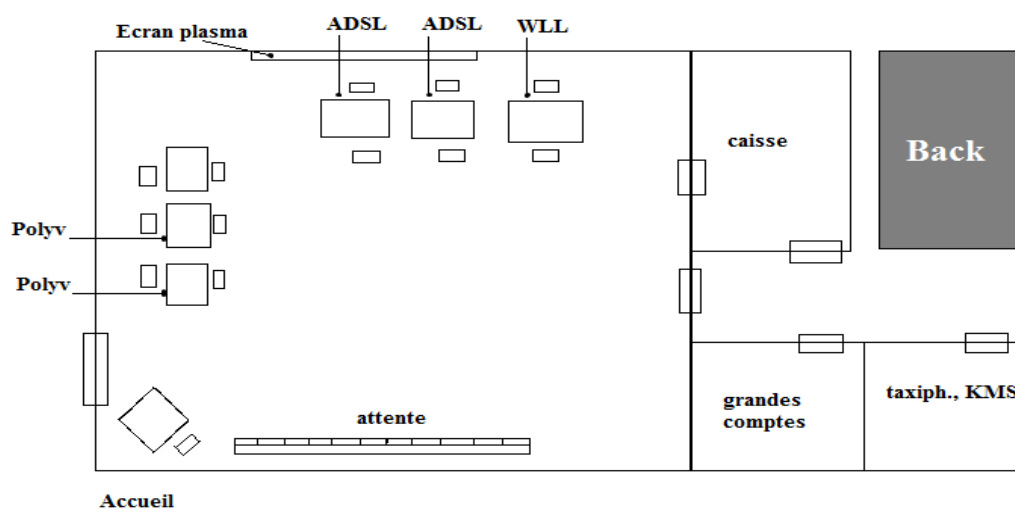 ADSL
ADSL
WLL
Ecran plasma
caisse
Back
Polyv
Polyv
attente
grandes
comptes
taxiph., KMS
Accueil